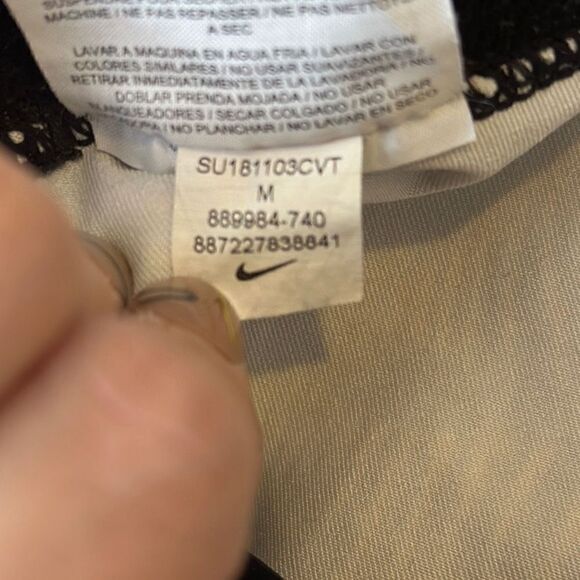 MACHINE / NE PAS REPASSER / NE PAS NETTOYER
A SEC
LAVAR A MAQUINA EN AGUA FRIA / LAVAR CON
COLORES SIMILARES / NO USAR SUAVIZANTES /
RETIRAR INMEDIATAMENTE DE LA LAVADORA / NO
DOBLAR PRENDA MOJADA / NO USAR
BLANQUEADORES / SECAR COLGADO / NO USAR
/ NO PLANCHAR / NO LAVAR EN SECO
SU181103CVT
M
889984-740
887227838841